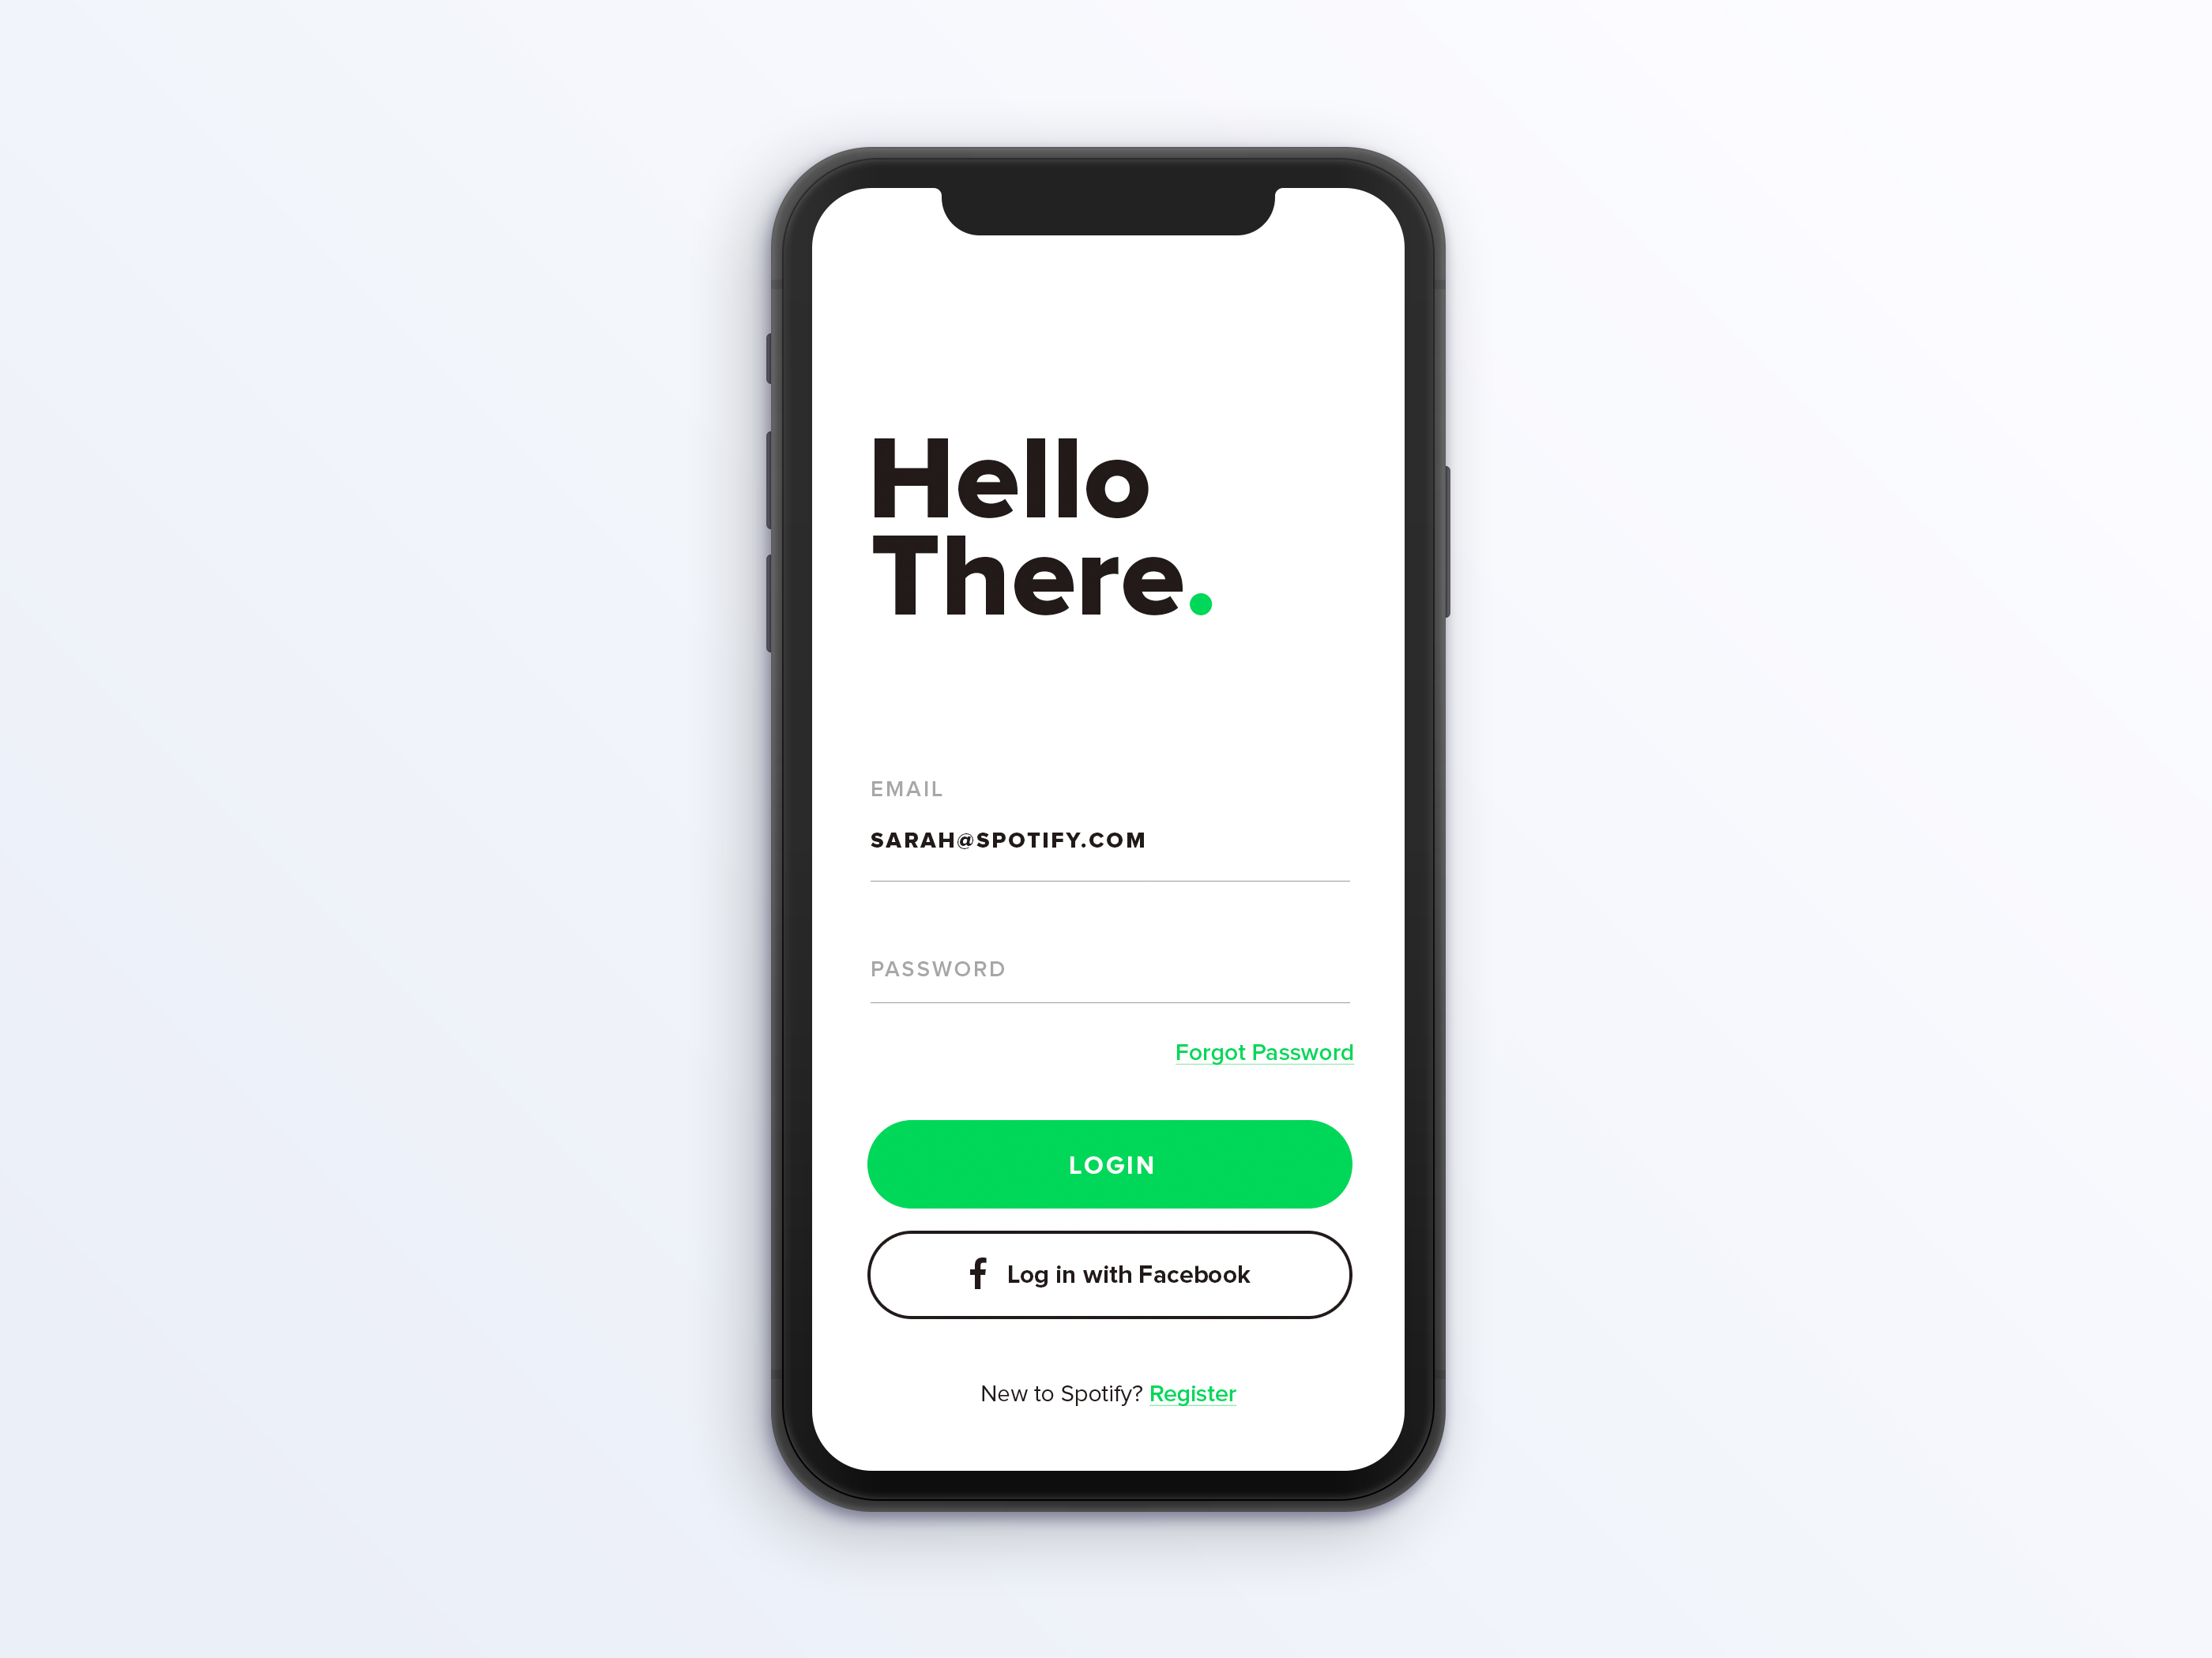 Hello
There.
EMAIL
SARAH@SPOTIFY.COM
PASSWORD
Forgot Password
LOGIN
f Log in with Facebook
New to Spotify? Register